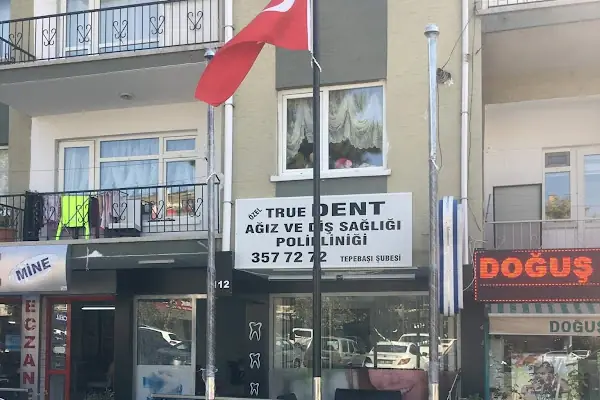 ÖZEL TRUE DENT
AĞIZ VE DİŞ SAĞLIĞI
POLİKLİNİĞİ
357 72 72 TEPEBAŞI ŞUBESİ
112
MİNE
ECZAN
DOĞUŞ
DOĞUŞ